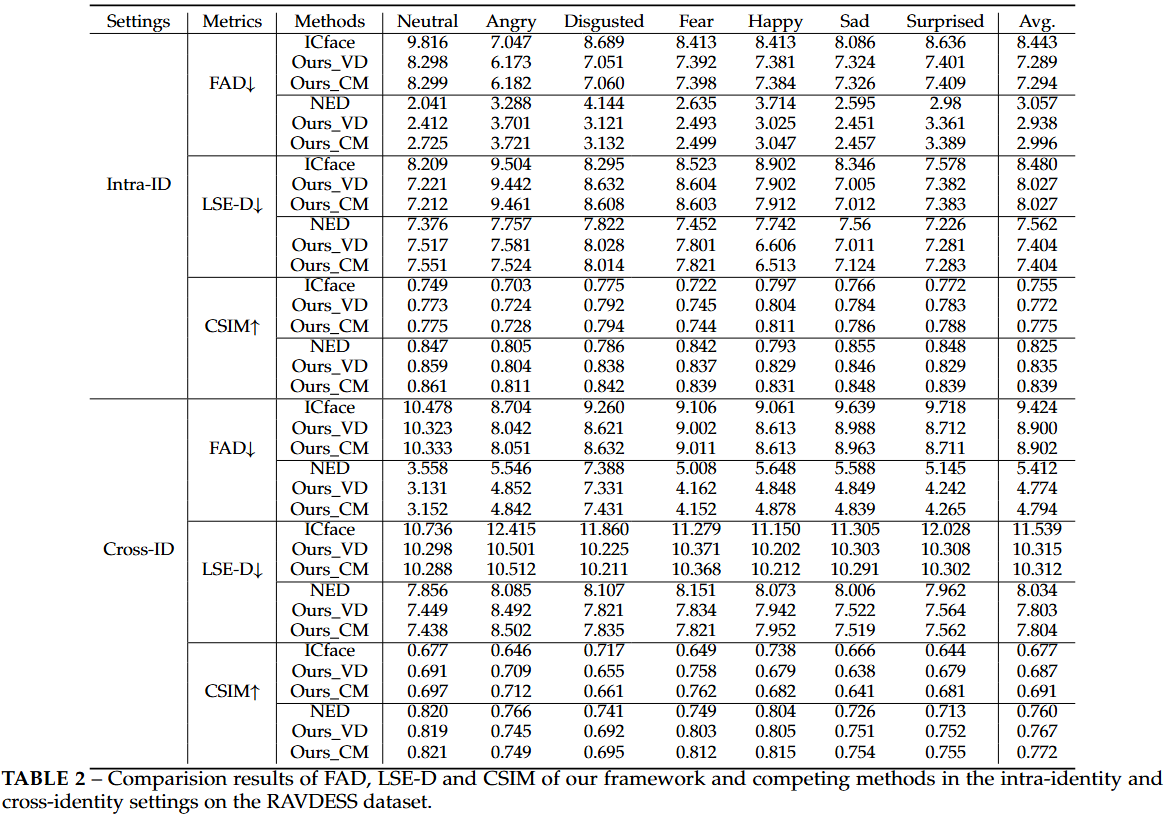 Settings Metrics Methods Neutral Angry Disgusted Fear Happy Sad Surprised Avg.
ICface 9.816 7.047 8.689 8.413 8.413 8.086 8.636 8.443
Ours_VD 8.298 6.173 7.051 7.392 7.381 7.324 7.401 7.289
FAD↓ Ours_CM 8.299 6.182 7.060 7.398 7.384 7.326 7.409 7.294
NED 2.041 3.288 4.144 2.635 3.714 2.595 2.98 3.057
Ours_VD 2.412 3.701 3.121 2.493 3.025 2.451 3.361 2.938
Ours_CM 2.725 3.721 3.132 2.499 3.047 2.457 3.389 2.996
ICface 8.209 9.504 8.295 8.523 8.902 8.346 7.578 8.480
Intra-ID Ours_VD 7.221 9.442 8.632 8.604 7.902 7.005 7.382 8.027
LSE-D↓ Ours_CM 7.212 9.461 8.608 8.603 7.912 7.012 7.383 8.027
NED 7.376 7.757 7.822 7.452 7.742 7.56 7.226 7.562
Ours_VD 7.517 7.581 8.028 7.801 6.606 7.011 7.281 7.404
Ours_CM 7.551 7.524 8.014 7.821 6.513 7.124 7.283 7.404
ICface 0.749 0.703 0.775 0.722 0.797 0.766 0.772 0.755
Ours_VD 0.773 0.724 0.792 0.745 0.804 0.784 0.783 0.772
CSIM↑ Ours_CM 0.775 0.728 0.794 0.744 0.811 0.786 0.788 0.775
NED 0.847 0.805 0.786 0.842 0.793 0.855 0.848 0.825
Ours_VD 0.859 0.804 0.838 0.837 0.829 0.846 0.829 0.835
Ours_CM 0.861 0.811 0.842 0.839 0.831 0.848 0.839 0.839
ICface 10.478 8.704 9.260 9.106 9.061 9.639 9.718 9.424
Ours_VD 10.323 8.042 8.621 9.002 8.613 8.988 8.712 8.900
FAD↓ Ours_CM 10.333 8.051 8.632 9.011 8.613 8.963 8.711 8.902
NED 3.558 5.546 7.388 5.008 5.648 5.588 5.145 5.412
Ours_VD 3.131 4.852 7.331 4.162 4.848 4.849 4.242 4.774
Ours_CM 3.152 4.842 7.431 4.152 4.878 4.839 4.265 4.794
ICface 10.736 12.415 11.860 11.279 11.150 11.305 12.028 11.539
Cross-ID Ours_VD 10.298 10.501 10.225 10.371 10.202 10.303 10.308 10.315
LSE-D↓ Ours_CM 10.288 10.512 10.211 10.368 10.212 10.291 10.302 10.312
NED 7.856 8.085 8.107 8.151 8.073 8.006 7.962 8.034
Ours_VD 7.449 8.492 7.821 7.834 7.942 7.522 7.564 7.803
Ours_CM 7.438 8.502 7.835 7.821 7.952 7.519 7.562 7.804
ICface 0.677 0.646 0.717 0.649 0.738 0.666 0.644 0.677
Ours_VD 0.691 0.709 0.655 0.758 0.679 0.638 0.679 0.687
CSIM↑ Ours_CM 0.697 0.712 0.661 0.762 0.682 0.641 0.681 0.691
NED 0.820 0.766 0.741 0.749 0.804 0.726 0.713 0.760
Ours_VD 0.819 0.745 0.692 0.803 0.805 0.751 0.752 0.767
Ours_CM 0.821 0.749 0.695 0.812 0.815 0.754 0.755 0.772
TABLE 2 – Comparision results of FAD, LSE-D and CSIM of our framework and competing methods in the intra-identity and
cross-identity settings on the RAVDESS dataset.